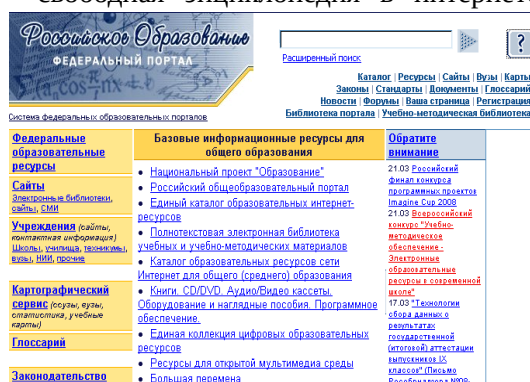 свободная энциклопедия в интернете
Российское Образование
ФЕДЕРАЛЬНЫЙ ПОРТАЛ
Система федеральных образовательных порталов
Расширенный поиск
?
Каталог | Ресурсы | Сайты | Вузы | Карты
Законы | Стандарты | Документы | Глоссарий
Новости | Форумы | Ваша страница | Регистрация
Библиотека портала | Учебно-методическая библиотека
Федеральные
образовательные
ресурсы
Сайты
Электронные библиотеки,
сайты, СМИ
Учреждения (сайты,
контактная информация)
Школы, училища, техникумы,
вузы, НИИ, прочие
Картографический
сервис (ссузы, вузы,
статистика, учебные
карты)
Глоссарий
Законодательство
Базовые информационные ресурсы для
общего образования
• Национальный проект "Образование"
• Российский общеобразовательный портал
• Единый каталог образовательных интернет-
ресурсов
• Полнотекстовая электронная библиотека
учебных и учебно-методических материалов
• Каталог образовательных ресурсов сети
Интернет для общего (среднего) образования
• Книги. CD/DVD. Аудио/Видео кассеты.
Оборудование и наглядные пособия. Программное
обеспечение.
• Единая коллекция цифровых образовательных
ресурсов
• Ресурсы для открытой мультимедиа среды
• Большая перемена
Обратите
внимание
21.03 Российский
финал конкурса
программных проектов
Imagine Cup 2008
21.03 Всероссийский
конкурс "Учебно-
методическое
обеспечение -
Электронные
образовательные
ресурсы в современной
школе"
17.03 "Технологии
сбора данных о
результатах
государственной
(итоговой) аттестации
выпускников IX
классов" (Письмо
Рособрнадзора №08-